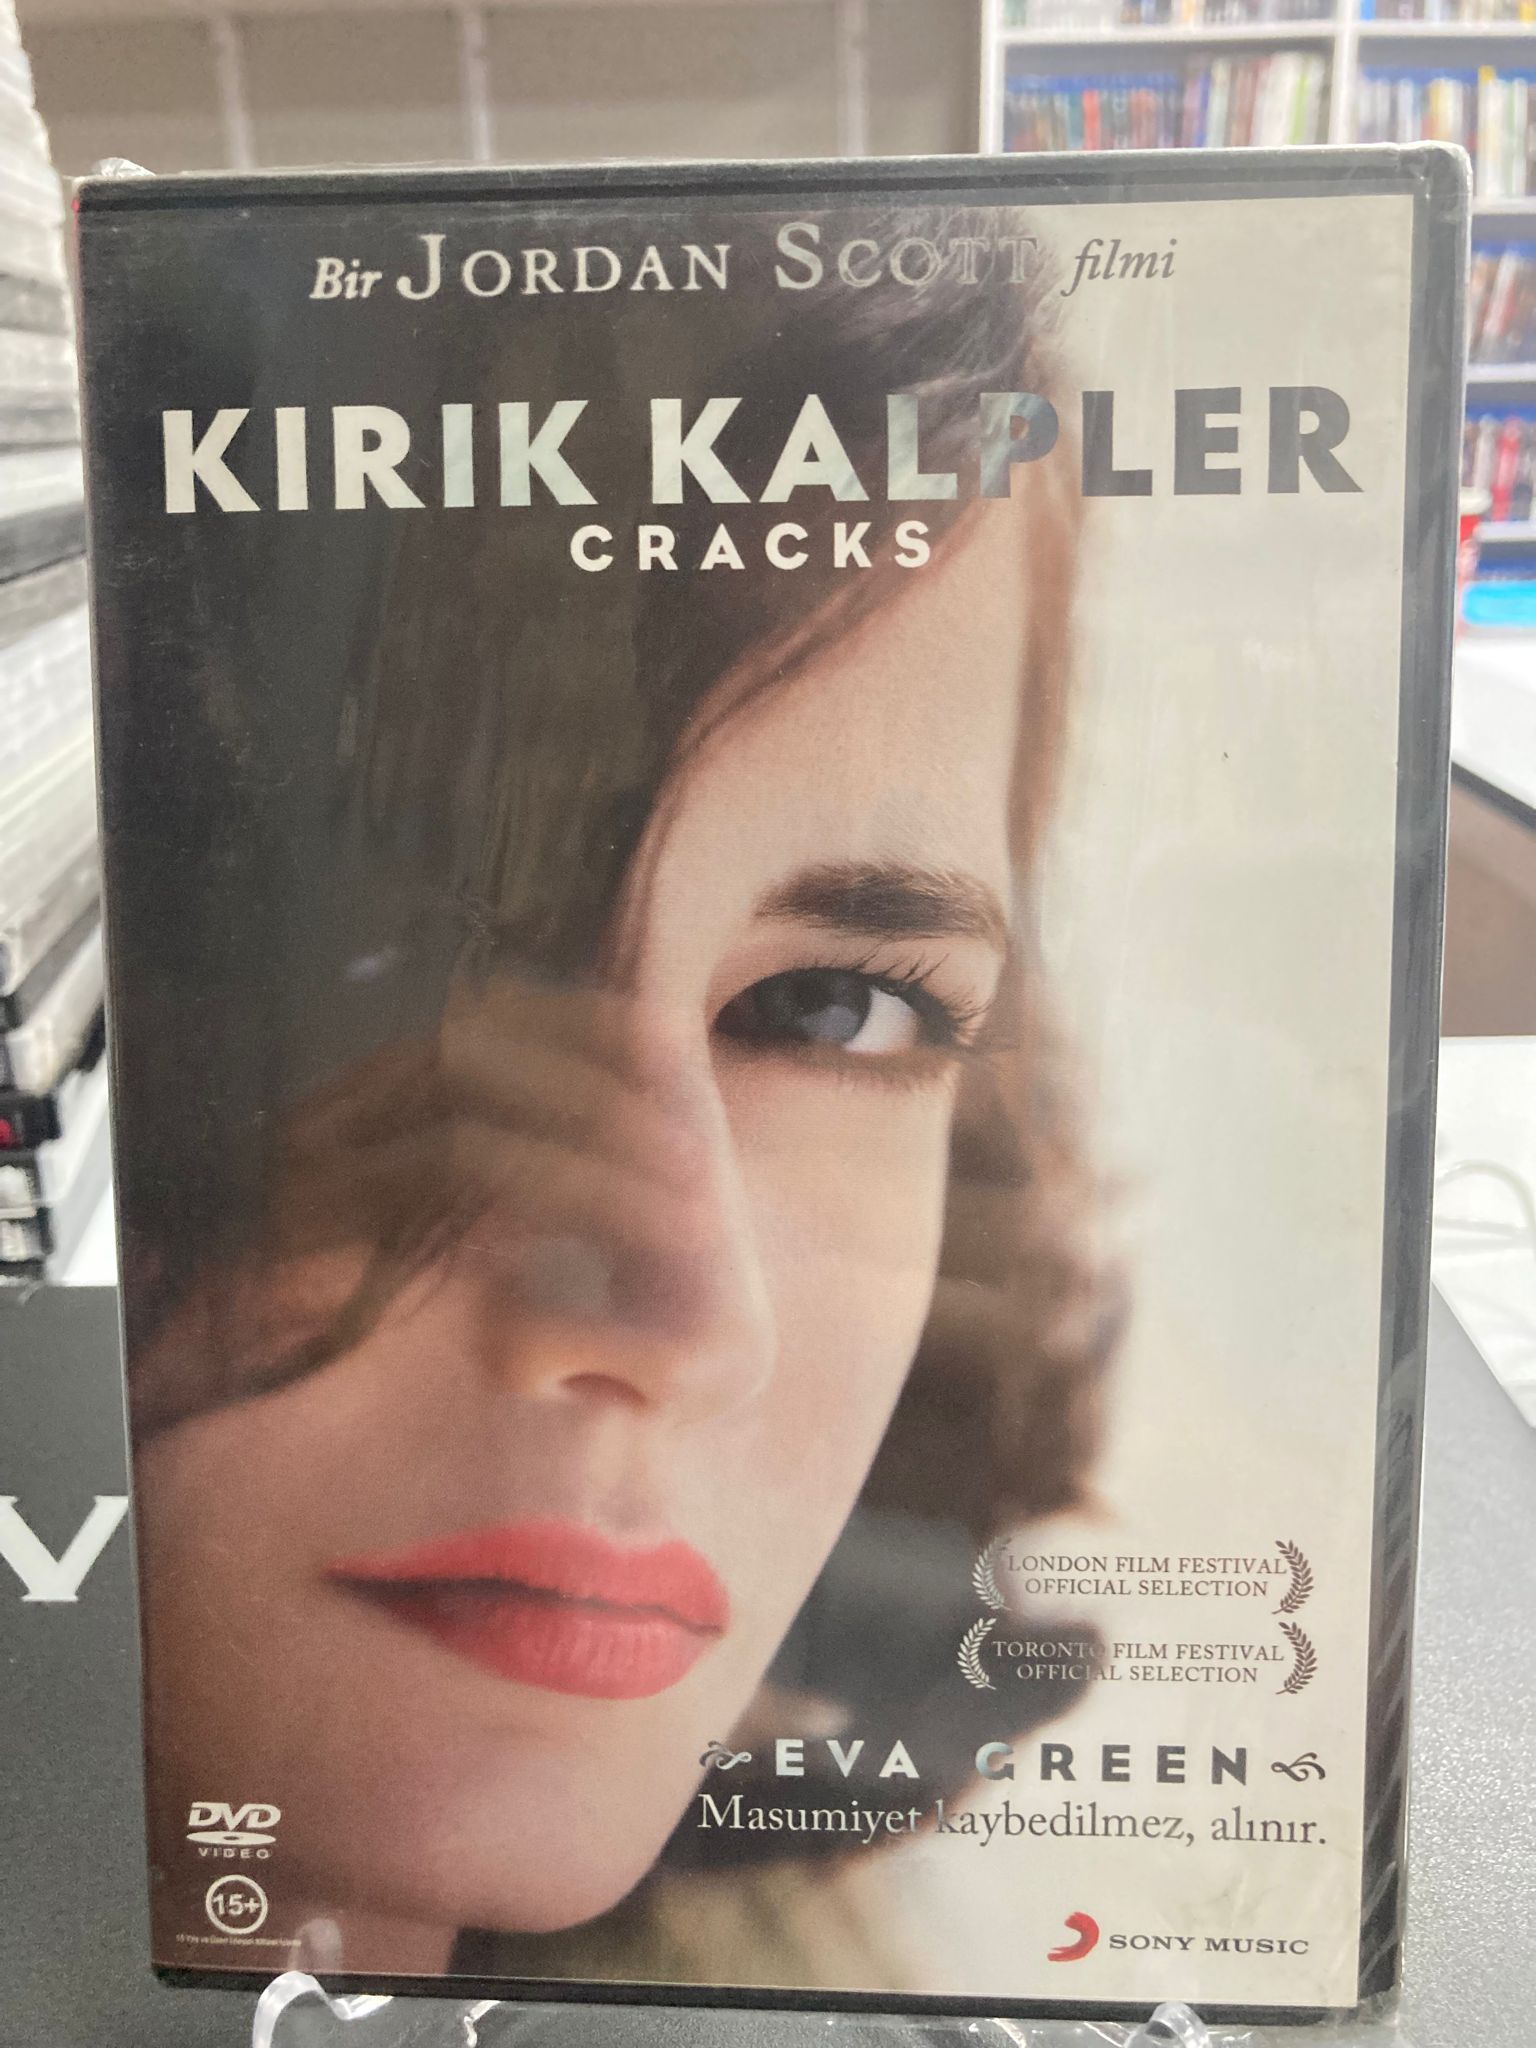 Bir JORDAN SCOTT filmi
KIRIK KALPLER
CRACKS
LONDON FILM FESTIVAL
OFFICIAL SELECTION
TORONTO FILM FESTIVAL
OFFICIAL SELECTION
EVA GREEN
Masumiyet kaybedilmez, alınır.
DVD
VIDEO
15+
SONY MUSIC
Y